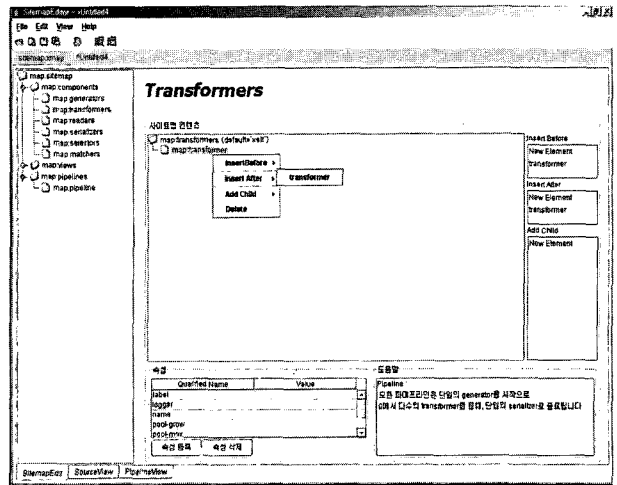 SitemapEditor - *Untitled4
File Edit View Help
sitemap.xmap *Untitled4
map:sitemap
map:components
map:generators
map:transformers
map:readers
map:serializers
map:selectors
map:matchers
map:views
map:pipelines
map:pipeline
Transformers
사이트맵 컨텐츠
map:transformers (default='xslt')
map:transformer
Insert Before
Insert After
transformer
Add Child
Delete
Insert Before
New Element
transformer
Insert After
New Element
transformer
Add Child
New Element
속성
Qualified Name Value
label
logger
name
pool-grow
pool-max
속성 등록 속성 삭제
도움말
Pipeline
모든 파이프라인은 단일의 generator를 시작으로
0에서 다수의 transformer를 통해, 단일의 serializer로 종료됩니다
SitemapEdit SourceView PipelineView